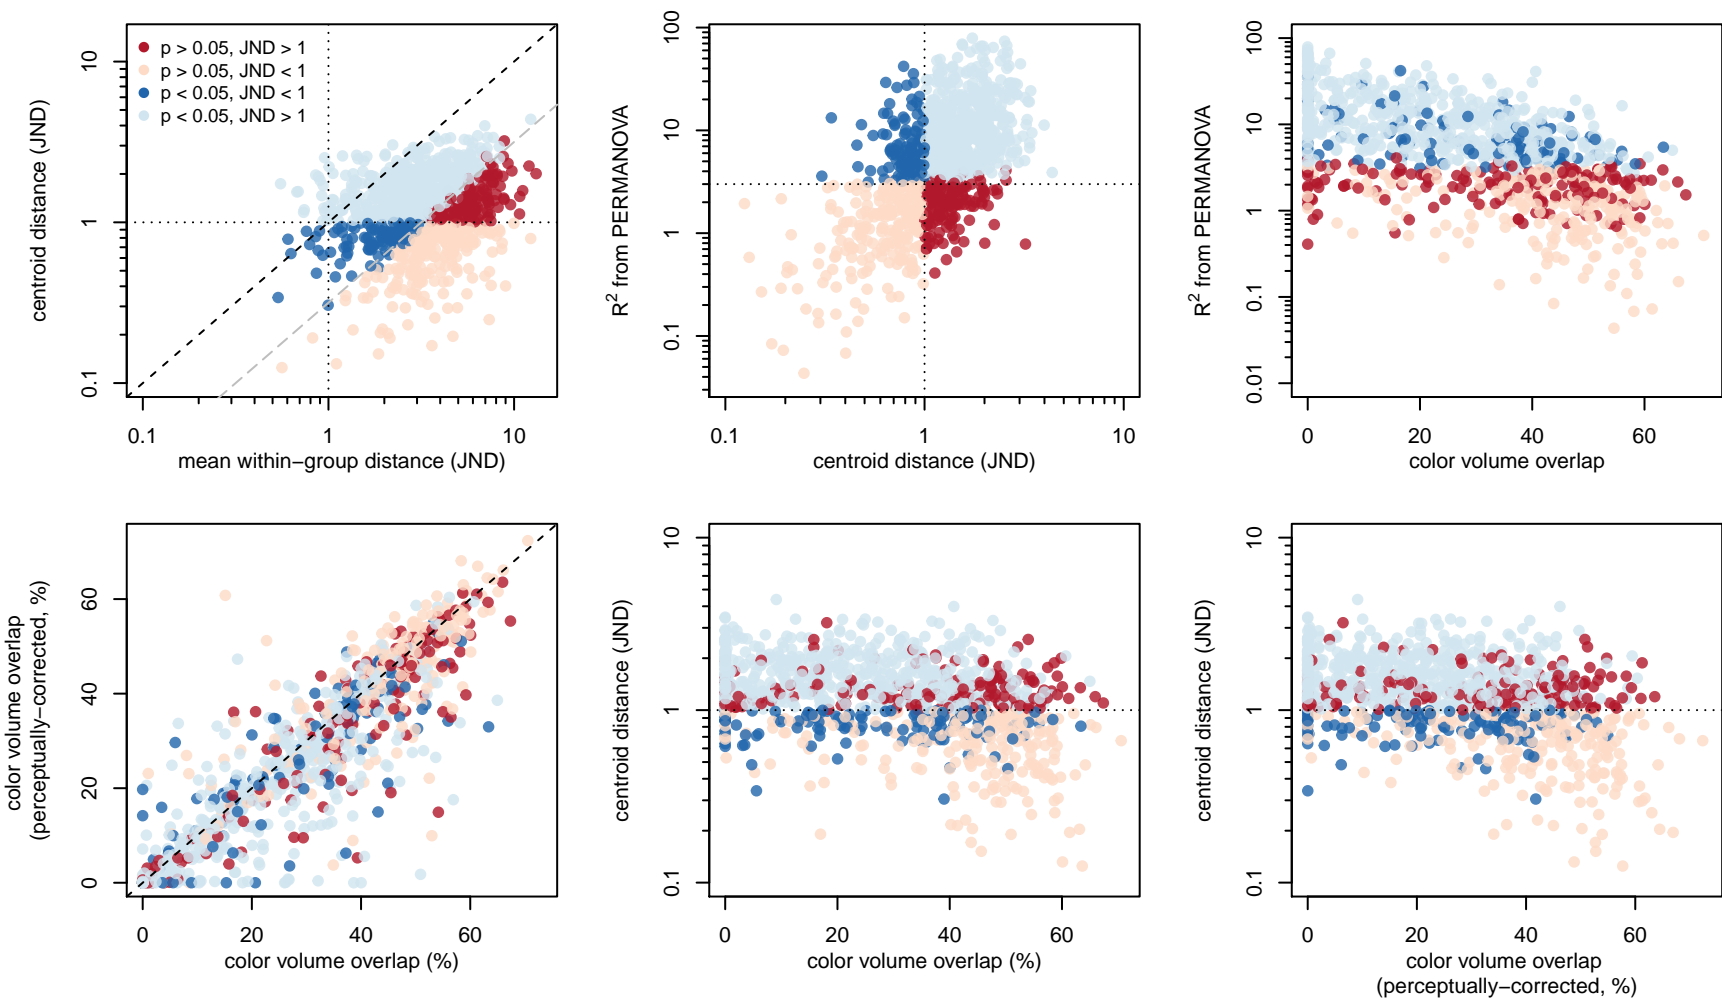 p > 0.05, JND > 1
p > 0.05, JND < 1
p < 0.05, JND < 1
p < 0.05, JND > 1
centroid distance (JND)
0.1
1
10
0.1
1
10
mean within−group distance (JND)
R² from PERMANOVA
0.1
1
10
100
0.1
1
10
centroid distance (JND)
R² from PERMANOVA
0.01
0.1
1
10
100
0
20
40
60
color volume overlap
color volume overlap
(perceptually−corrected, %)
0
20
40
60
0
20
40
60
color volume overlap (%)
centroid distance (JND)
0.1
1
10
0
20
40
60
color volume overlap (%)
centroid distance (JND)
0.1
1
10
0
20
40
60
color volume overlap
(perceptually−corrected, %)